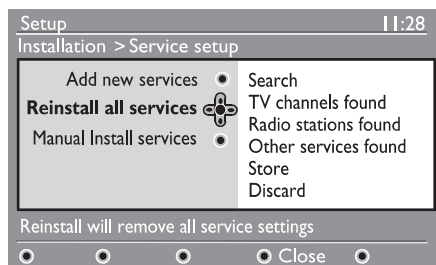 Setup 11:28
Installation > Service setup
Add new services
Reinstall all services
Manual Install services
Search
TV channels found
Radio stations found
Other services found
Store
Discard
Reinstall will remove all service settings
Close